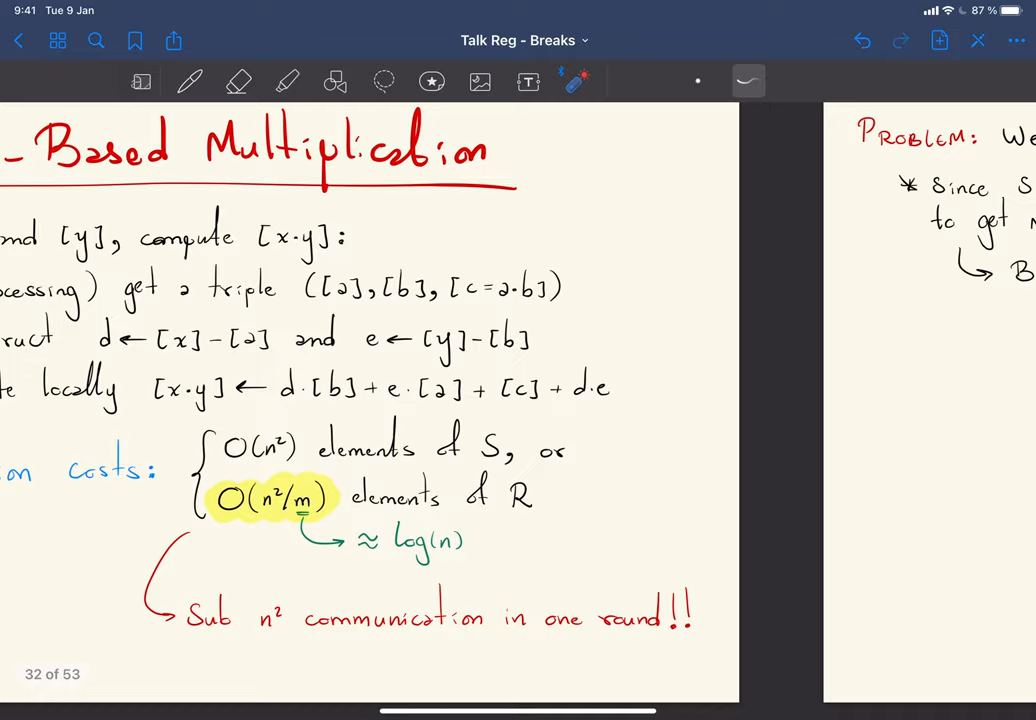 9:41 Tue 9 Jan
87 %
Talk Reg - Breaks
- Based Multiplication
and [y], compute [x·y]:
ocessing) get a triple ([a],[b],[c=a·b])
ruct d←[x]-[a] and e←[y]-[b]
te locally [x·y] ← d·[b] + e·[a] + [c] + d·e
ion costs: { O(n²) elements of S, or
O(n²/m) elements of R
≈ log(n)
Sub n² communication in one round!!
32 of 53
PROBLEM: We
* Since S
to get
B